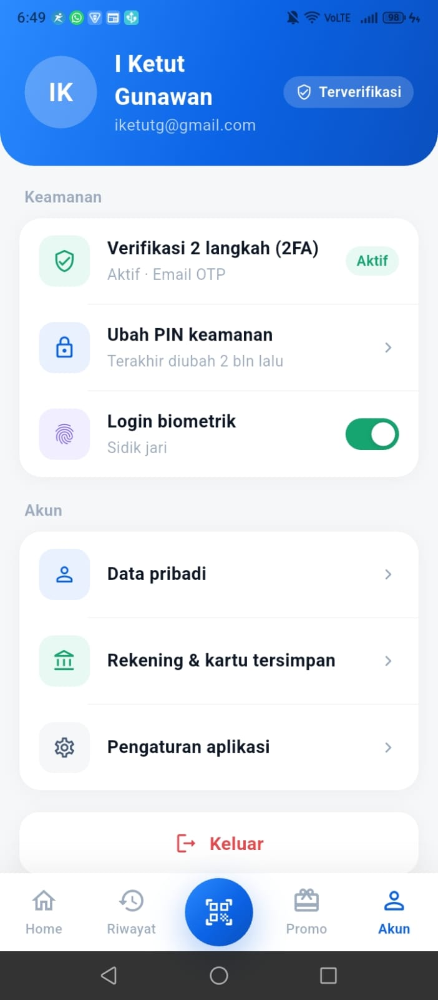 6:49
VoLTE
98
IK
I Ketut
Gunawan
iketutg@gmail.com
Terverifikasi
Keamanan
Verifikasi 2 langkah (2FA)
Aktif · Email OTP
Aktif
Ubah PIN keamanan
Terakhir diubah 2 bln lalu
Login biometrik
Sidik jari
Akun
Data pribadi
Rekening & kartu tersimpan
Pengaturan aplikasi
Keluar
Home
Riwayat
Promo
Akun